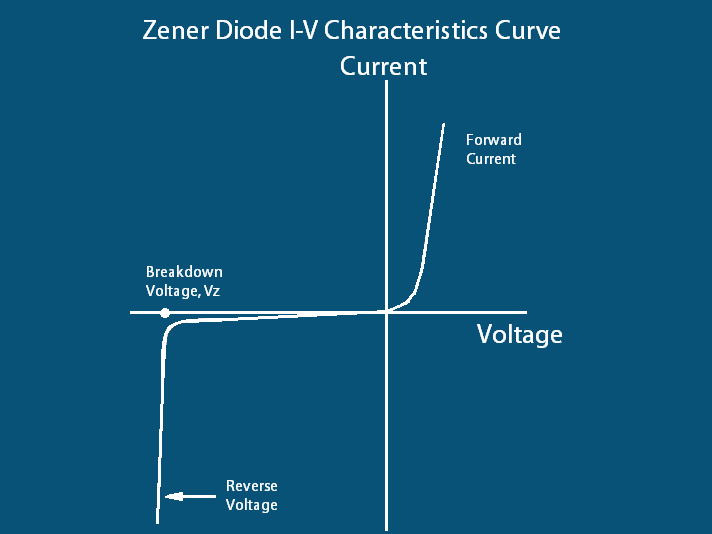 Zener Diode I-V Characteristics Curve
Current
Forward
Current
Breakdown
Voltage, Vz
Voltage
Reverse
Voltage